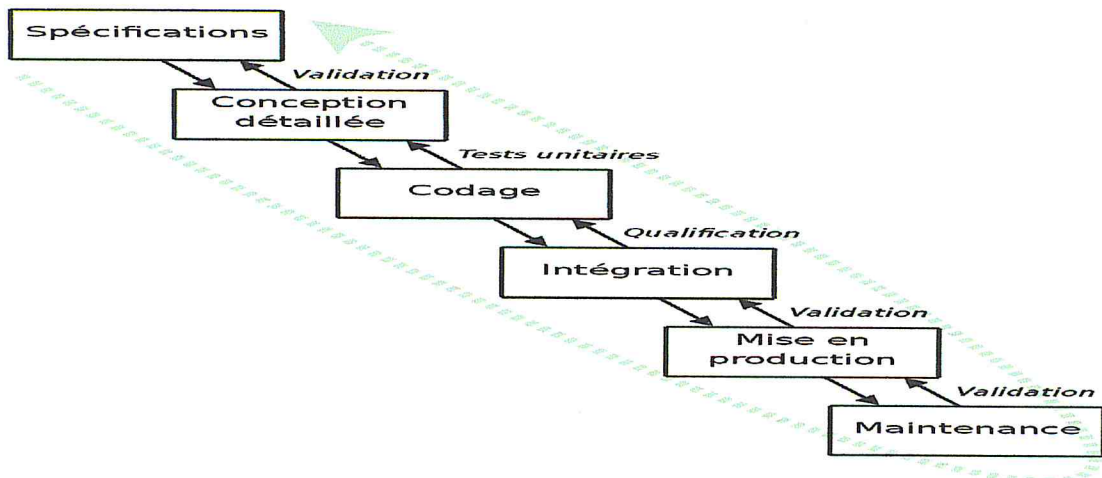 Spécifications
Validation
Conception
détaillée
Tests unitaires
Codage
Qualification
Intégration
Validation
Mise en
production
Validation
Maintenance